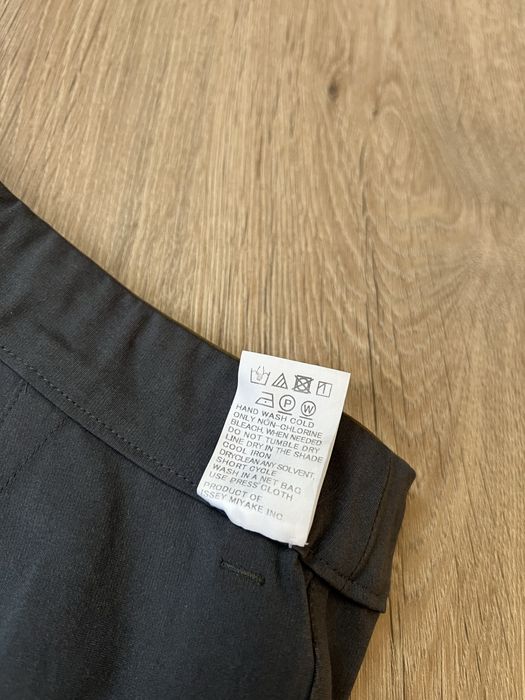 P W
HAND WASH COLD
ONLY NON-CHLORINE
BLEACH, WHEN NEEDED
DO NOT TUMBLE DRY
LINE DRY IN THE SHADE
COOL IRON
DRYCLEAN ANY SOLVENT,
SHORT CYCLE
WASH IN A NET BAG
USE PRESS CLOTH
PRODUCT OF
ISSEY MIYAKE INC.